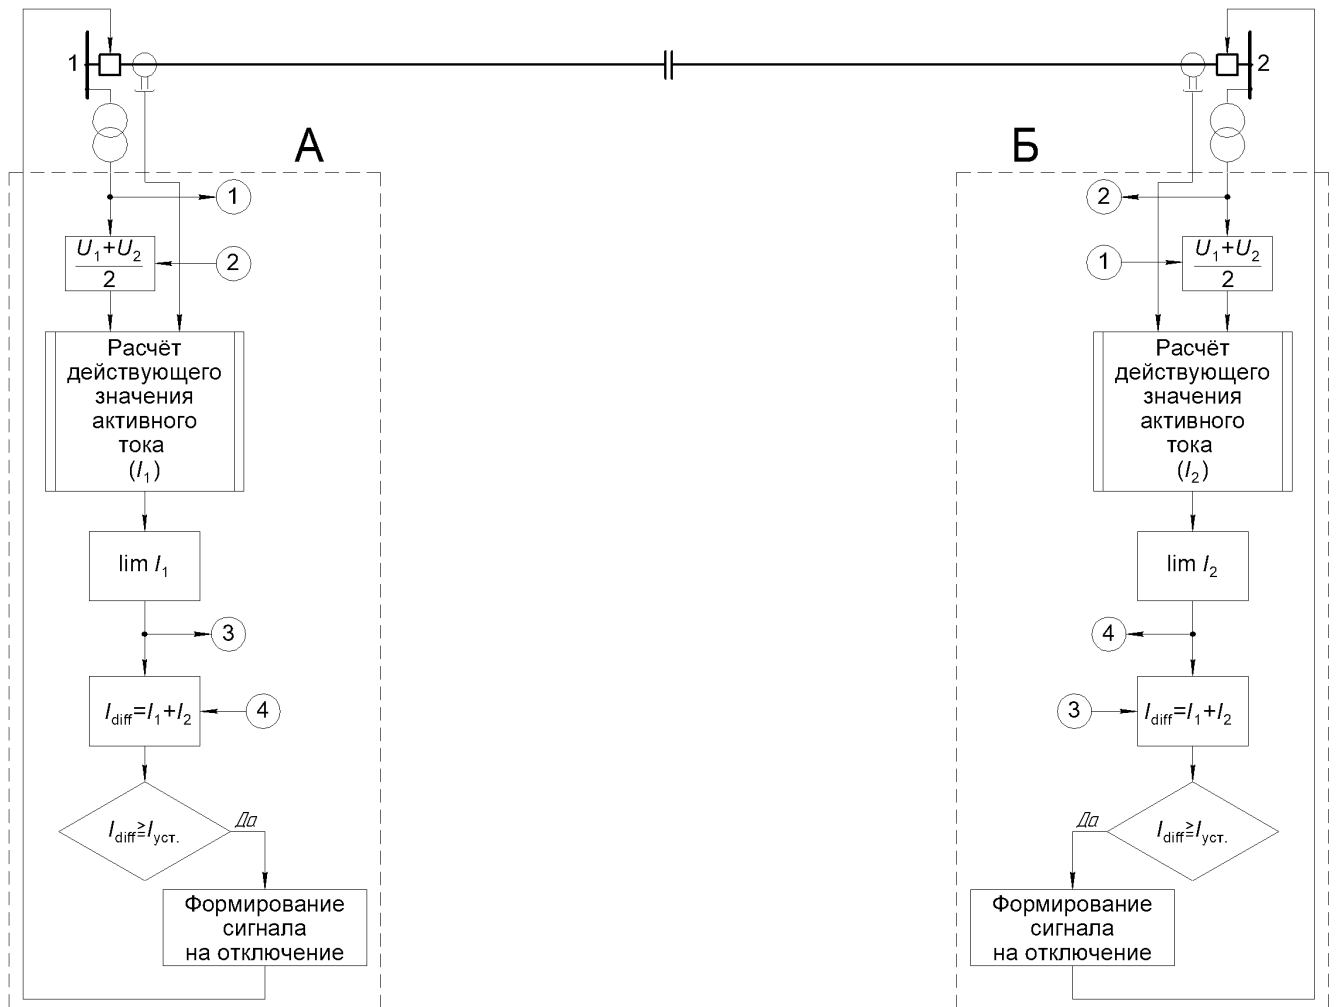 1
2
А
Б
1
2
U1+U2
2
2
1
U1+U2
2
Расчёт
действующего
значения
активного
тока
(I1)
Расчёт
действующего
значения
активного
тока
(I2)
lim I1
lim I2
3
4
Idiff=I1+I2
4
3
Idiff=I1+I2
Idiff≧Iуст.
Да
Да
Idiff≧Iуст.
Формирование
сигнала
на отключение
Формирование
сигнала
на отключение